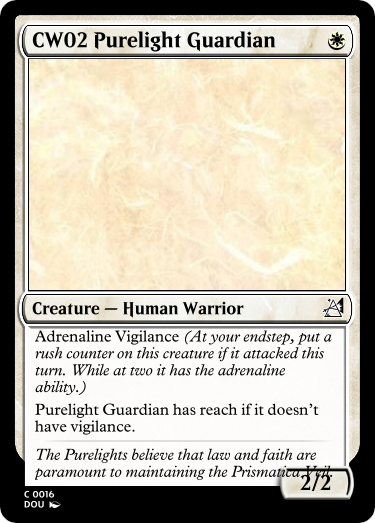 CW02 Purelight Guardian
Creature — Human Warrior
Adrenaline Vigilance (At your endstep, put a
rush counter on this creature if it attacked this
turn. While at two it has the adrenaline
ability.)
Purelight Guardian has reach if it doesn't
have vigilance.
The Purelights believe that law and faith are
paramount to maintaining the Prismatica Veil.
2/2
C 0016
DOU